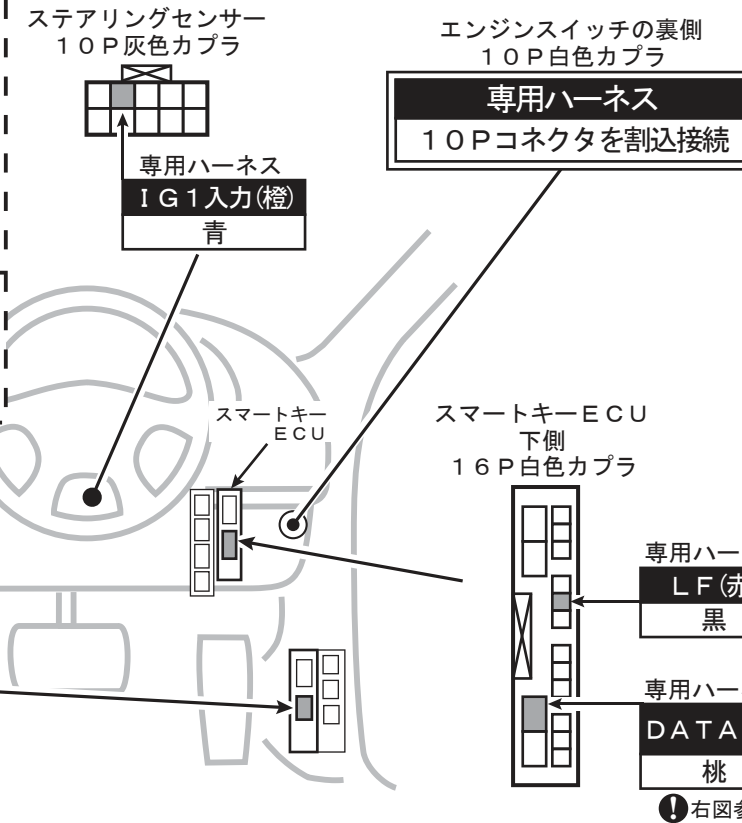 ステアリングセンサー
１０Ｐ灰色カプラ
専用ハーネス
ＩＧ１入力(橙)
青
エンジンスイッチの裏側
１０Ｐ白色カプラ
専用ハーネス
１０Ｐコネクタを割込接続
スマートキー
ＥＣＵ
スマートキーＥＣＵ
下側
１６Ｐ白色カプラ
専用ハー
ＬＦ(赤
黒
専用ハー
ＤＡＴＡ
桃
右図参